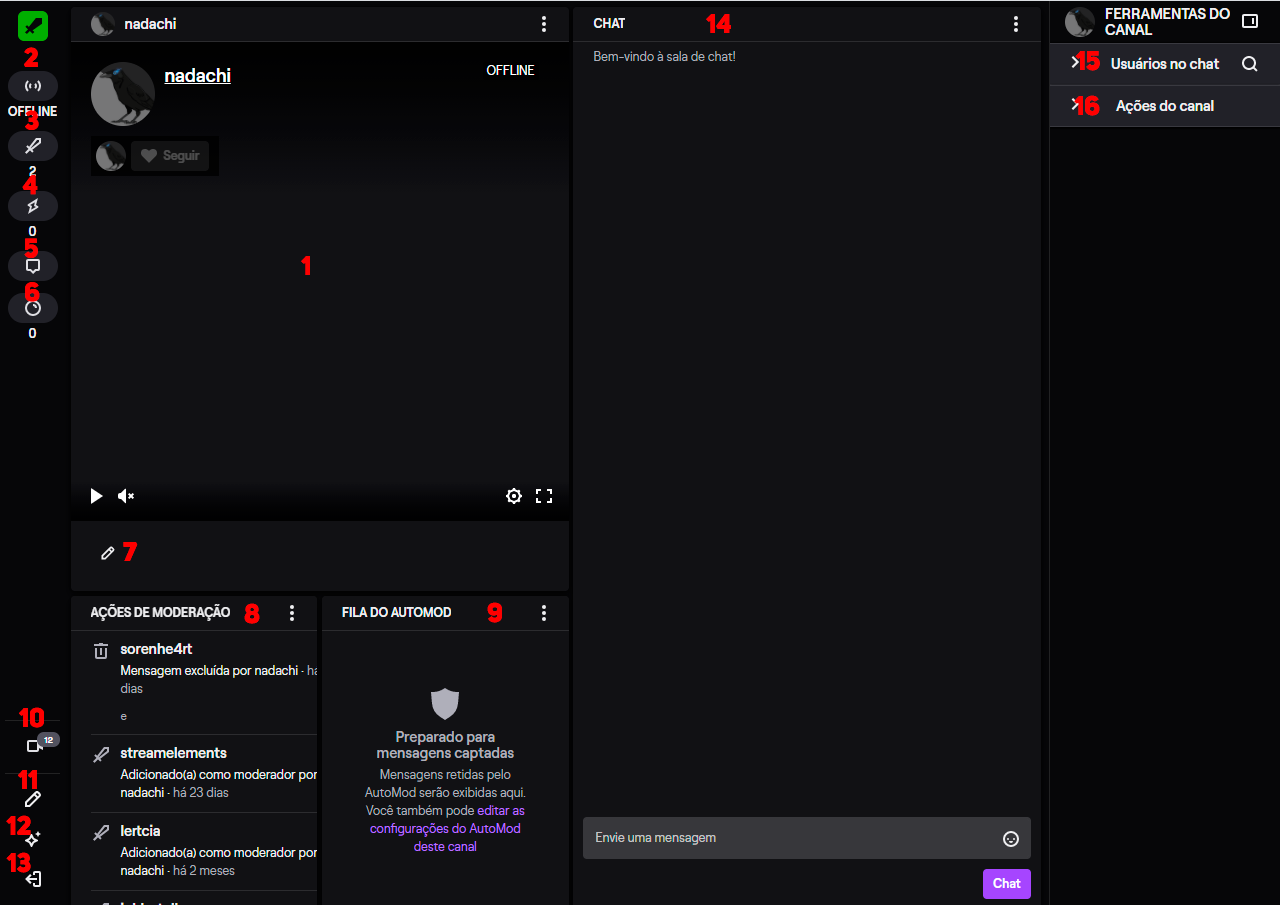 2
OFFLINE
3
2
4
0
5
6
0
10
12
11
12
13
nadachi
nadachi
OFFLINE
Seguir
1
7
AÇÕES DE MODERAÇÃO 8
sorenhe4rt
Mensagem excluída por nadachi · há
dias
e
streamelements
Adicionado(a) como moderador por
nadachi · há 23 dias
lertcia
Adicionado(a) como moderador por
nadachi · há 2 meses
FILA DO AUTOMOD 9
Preparado para
mensagens captadas
Mensagens retidas pelo
AutoMod serão exibidas aqui.
Você também pode editar as
configurações do AutoMod
deste canal
CHAT 14
Bem-vindo à sala de chat!
Envie uma mensagem
Chat
FERRAMENTAS DO
CANAL
15 Usuários no chat
16 Ações do canal